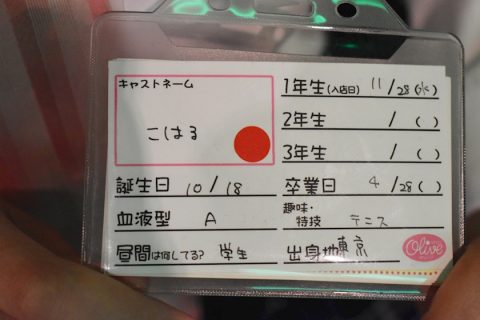 キャストネーム
こはる
1年生(入店日) 11/28(水)
2年生 / ( )
3年生 / ( )
誕生日 10/18
卒業日 4/28( )
血液型 A
趣味・特技 テニス
昼間は何してる? 学生
出身地 東京
Olive